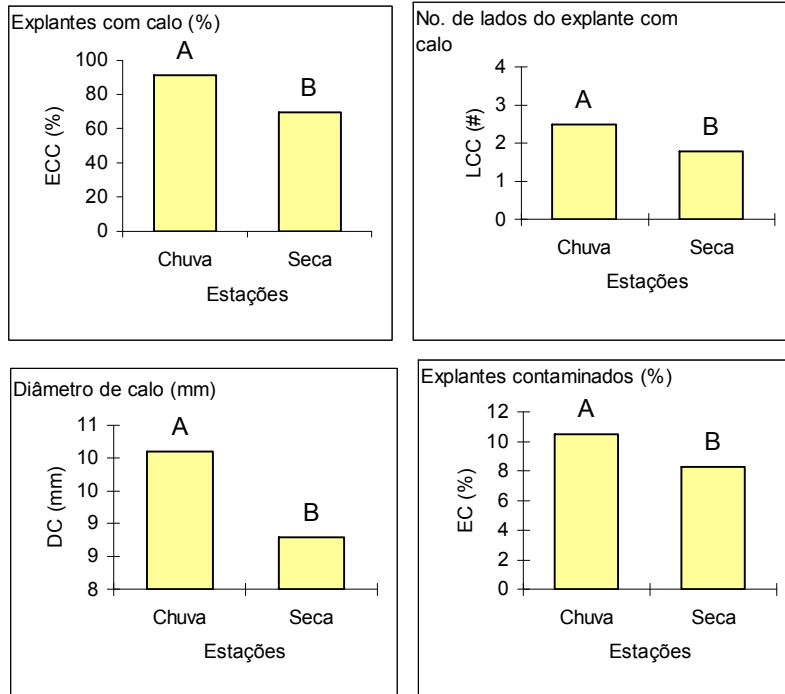 Explantes com calo (%)
100
80
60
40
20
0
ECC (%)
A
B
Chuva
Seca
Estações
No. de lados do explante com
calo
4
3
2
1
0
LCC (#)
A
B
Chuva
Seca
Estações
Diâmetro de calo (mm)
11
10
10
9
9
8
DC (mm)
A
B
Chuva
Seca
Estações
Explantes contaminados (%)
12
10
8
6
4
2
0
EC (%)
A
B
Chuva
Seca
Estações